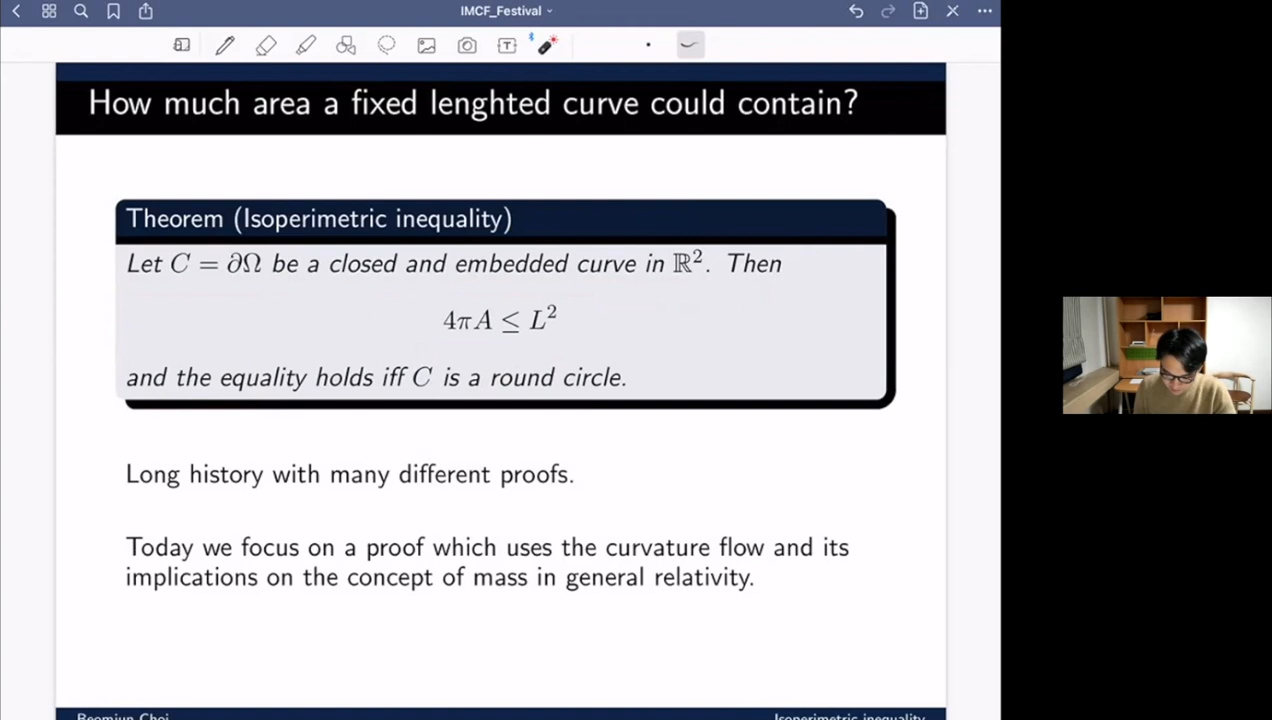 IMCF_Festival
How much area a fixed lenghted curve could contain?
Theorem (Isoperimetric inequality)
Let C = ∂Ω be a closed and embedded curve in ℝ². Then
4πA ≤ L²
and the equality holds iff C is a round circle.
Long history with many different proofs.
Today we focus on a proof which uses the curvature flow and its
implications on the concept of mass in general relativity.
Beomjun Choi
Isoperimetric inequality